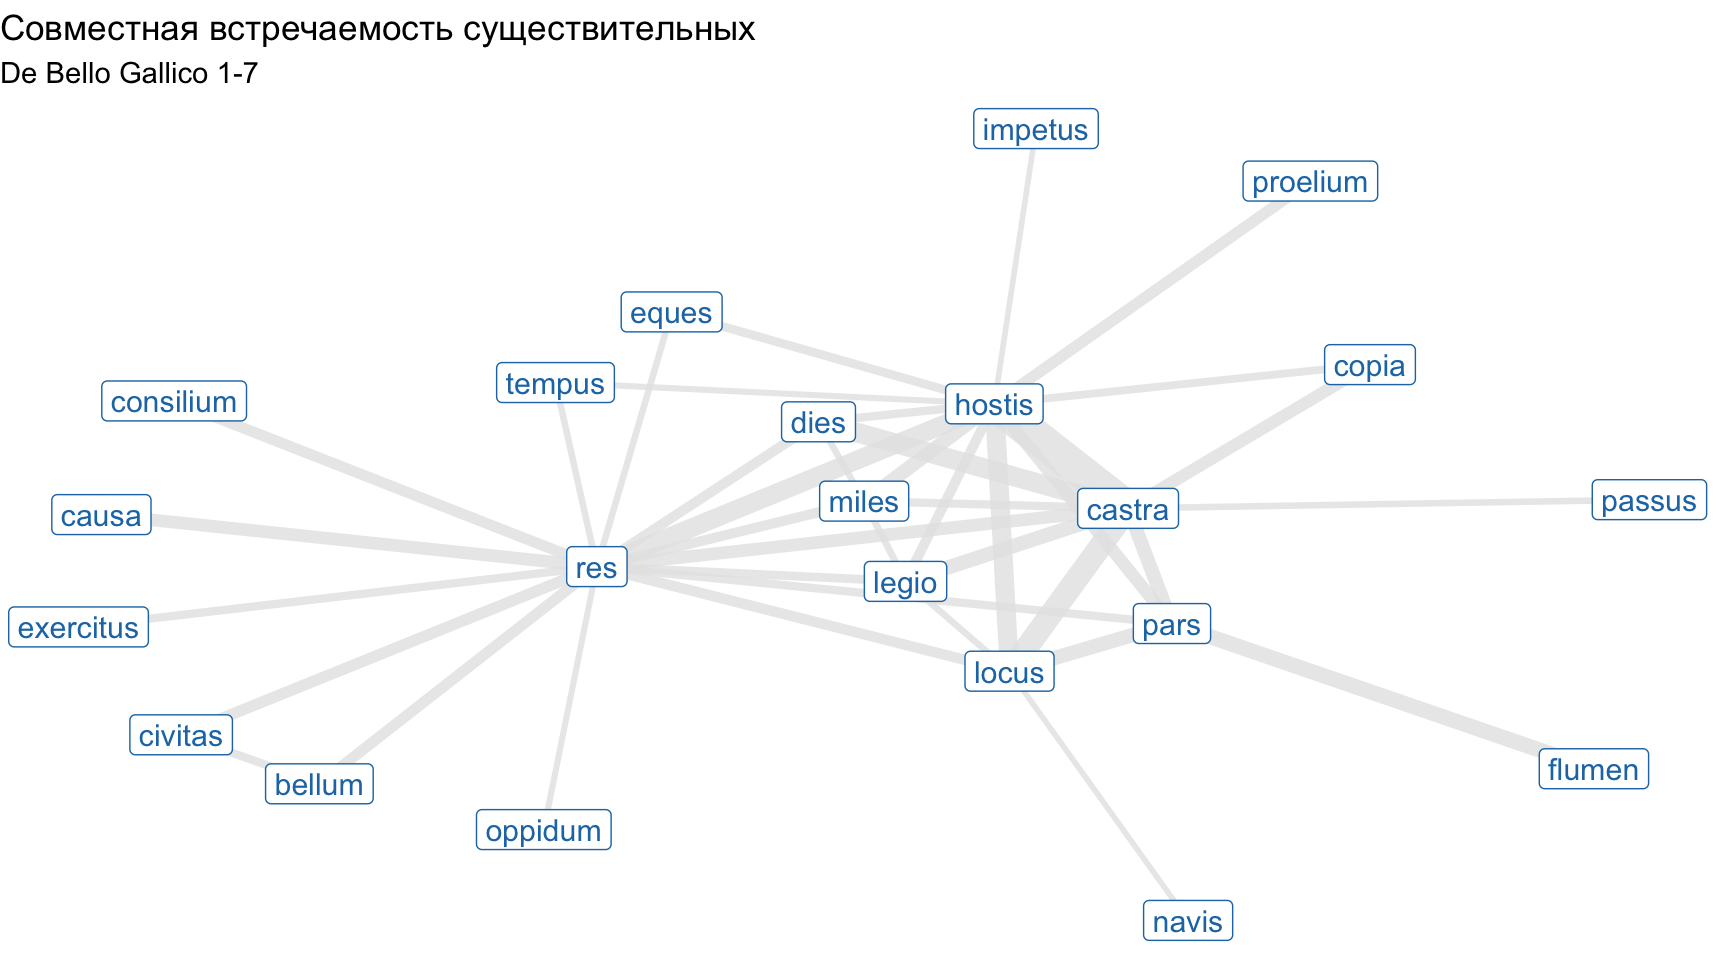 Совместная встречаемость существительных
De Bello Gallico 1-7
impetus
proelium
eques
copia
tempus
consilium
hostis
dies
passus
miles
castra
causa
res
legio
pars
exercitus
locus
civitas
flumen
bellum
oppidum
navis